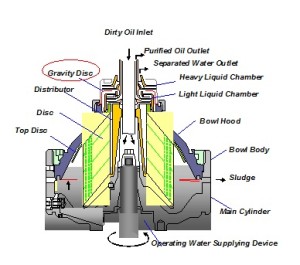 Dirty Oil Inlet
Purified Oil Outlet
Separated Water Outlet
Gravity Disc
Heavy Liquid Chamber
Distributor
Light Liquid Chamber
Disc
Bowl Hood
Top Disc
Bowl Body
Sludge
Main Cylinder
Operating Water Supplying Device